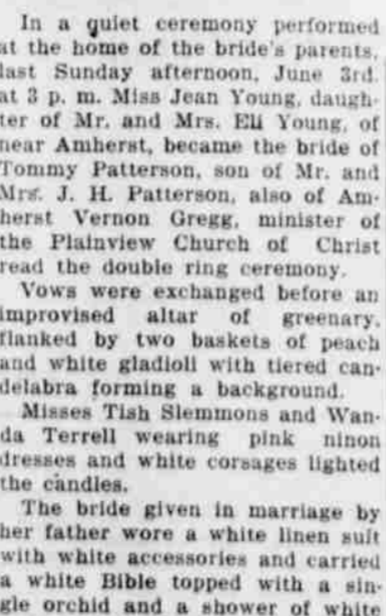 In a quiet ceremony performed
at the home of the bride's parents,
last Sunday afternoon, June 3rd.
at 3 p. m. Miss Jean Young, daugh-
ter of Mr. and Mrs. Eli Young, of
near Amherst, became the bride of
Tommy Patterson, son of Mr. and
Mrs. J. H. Patterson, also of Am-
herst Vernon Gregg, minister of
the Plainview Church of Christ
read the double ring ceremony.
Vows were exchanged before an
improvised altar of greenary,
flanked by two baskets of peach
and white gladioli with tiered can-
delabra forming a background.
Misses Tish Slemmons and Wan-
da Terrell wearing pink ninon
dresses and white corsages lighted
the candles.
The bride given in marriage by
her father wore a white linen suit
with white accessories and carried
a white Bible topped with a sin-
gle orchid and a shower of white